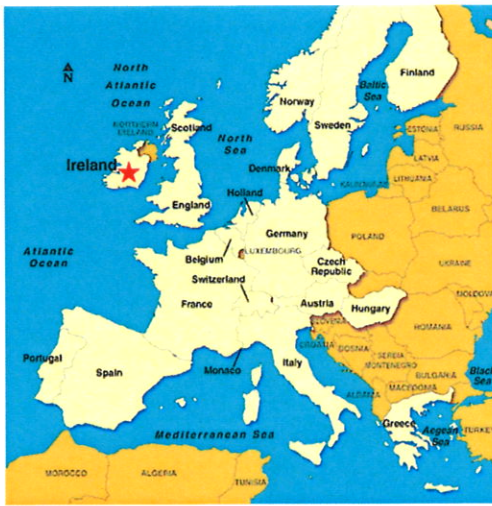 N
North
Atlantic
Ocean
Finland
Baltic
Sea
Norway
Sweden
NORTHERN
IRELAND
Scotland
North
Sea
ESTONIA
RUSSIA
LATVIA
Ireland
Denmark
LITHUANIA
Holland
England
BELARUS
Germany
POLAND
Atlantic
Ocean
Belgium
LUXEMBOURG
Czech
Republic
UKRAINE
Switzerland
France
Austria
Hungary
MOLDOVA
SLOVENIA
ROMANIA
CROATIA
BOSNIA
Portugal
Spain
Monaco
Italy
SERBIA
MONTENEGRO
BULGARIA
Black
Sea
MACEDONIA
ALBANIA
Greece
Aegean
Sea
TURKEY
Mediterranean Sea
MOROCCO
ALGERIA
TUNISIA